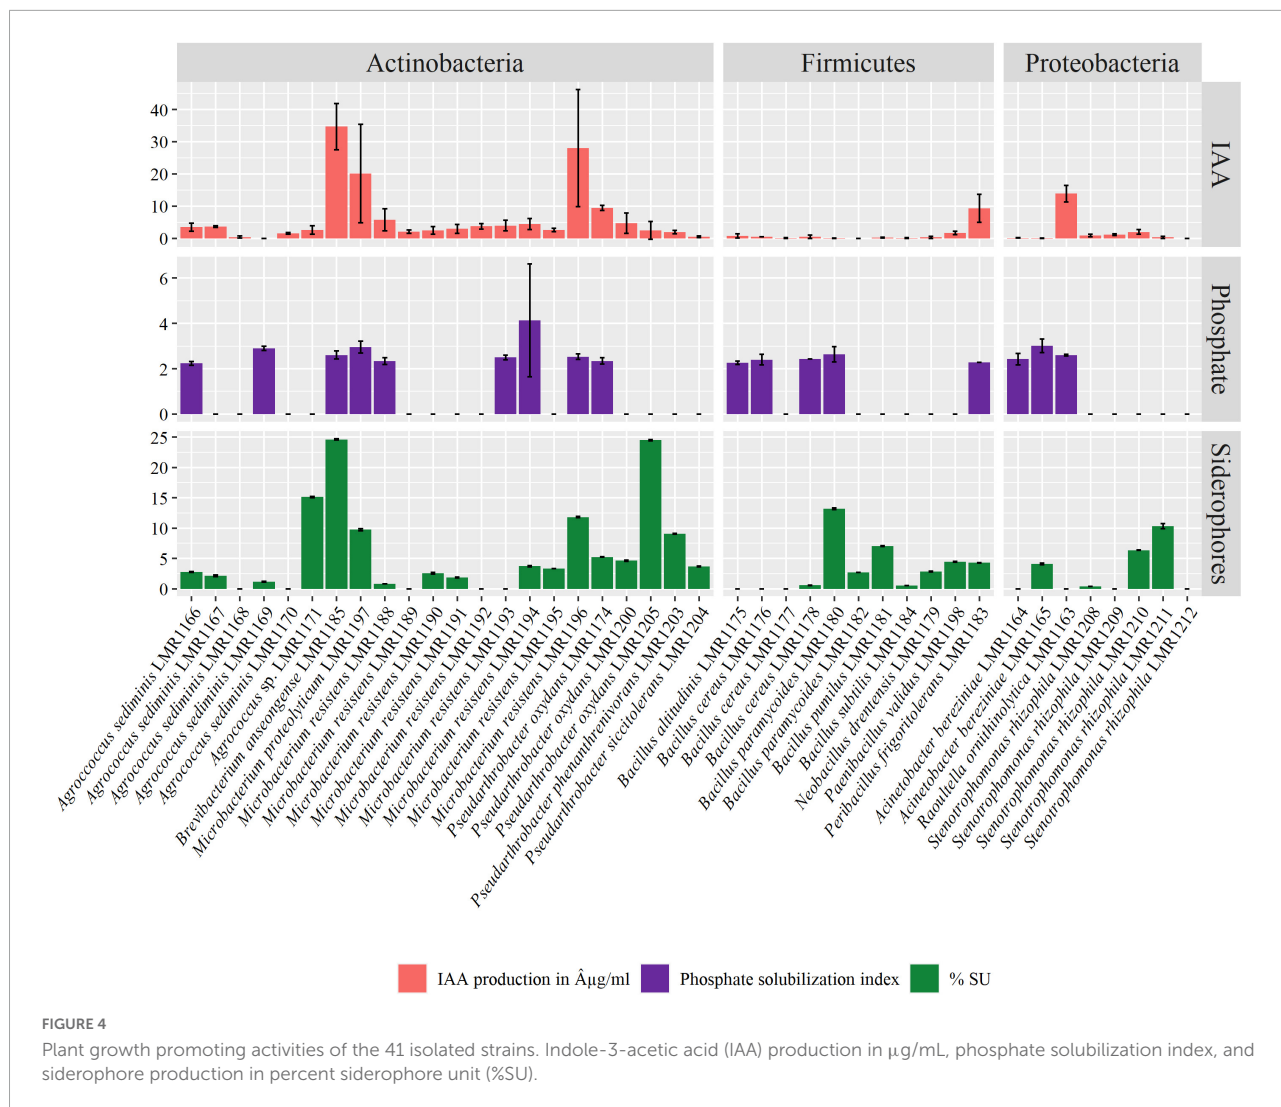 Actinobacteria
Firmicutes
Proteobacteria
40
30
20
10
0
IAA
6
4
2
0
Phosphate
25
20
15
10
5
0
Siderophores
Agroccoccus sediminis LMR1166
Agrococcus sediminis LMR1167
Agrococcus sediminis LMR1168
Agrococcus sediminis LMR1169
Agrococcus sediminis LMR1170
Agrococcus sp. LMR1171
Brevibacterium anseongense LMR1185
Microbacterium proteolyticum LMR1197
Microbacterium resistens LMR1188
Microbacterium resistens LMR1189
Microbacterium resistens LMR1190
Microbacterium resistens LMR1191
Microbacterium resistens LMR1192
Microbacterium resistens LMR1193
Microbacterium resistens LMR1194
Microbacterium resistens LMR1195
Microbacterium resistens LMR1196
Pseudarthrobacter oxydans LMR1174
Pseudarthrobacter oxydans LMR1200
Pseudarthrobacter oxydans LMR1205
Pseudarthrobacter phenanthrenivorans LMR1203
Pseudarthrobacter siccitolerans LMR1204
Bacillus altitudinis LMR1175
Bacillus cereus LMR1176
Bacillus cereus LMR1177
Bacillus cereus LMR1178
Bacillus paramycoides LMR1180
Bacillus paramycoides LMR1182
Bacillus pumilus LMR1181
Bacillus subtilis LMR1184
Neobacillus drentensis LMR1179
Paenibacillus validus LMR1198
Peribacillus frigoritolerans LMR1183
Acinetobacter bereziniae LMR1164
Acinetobacter bereziniae LMR1165
Raoultella ornithinolytica LMR1163
Stenotrophomonas rhizophila LMR1208
Stenotrophomonas rhizophila LMR1209
Stenotrophomonas rhizophila LMR1210
Stenotrophomonas rhizophila LMR1211
Stenotrophomonas rhizophila LMR1212
IAA production in Âµg/ml
Phosphate solubilization index
% SU
FIGURE 4
Plant growth promoting activities of the 41 isolated strains. Indole-3-acetic acid (IAA) production in µg/mL, phosphate solubilization index, and
siderophore production in percent siderophore unit (%SU).